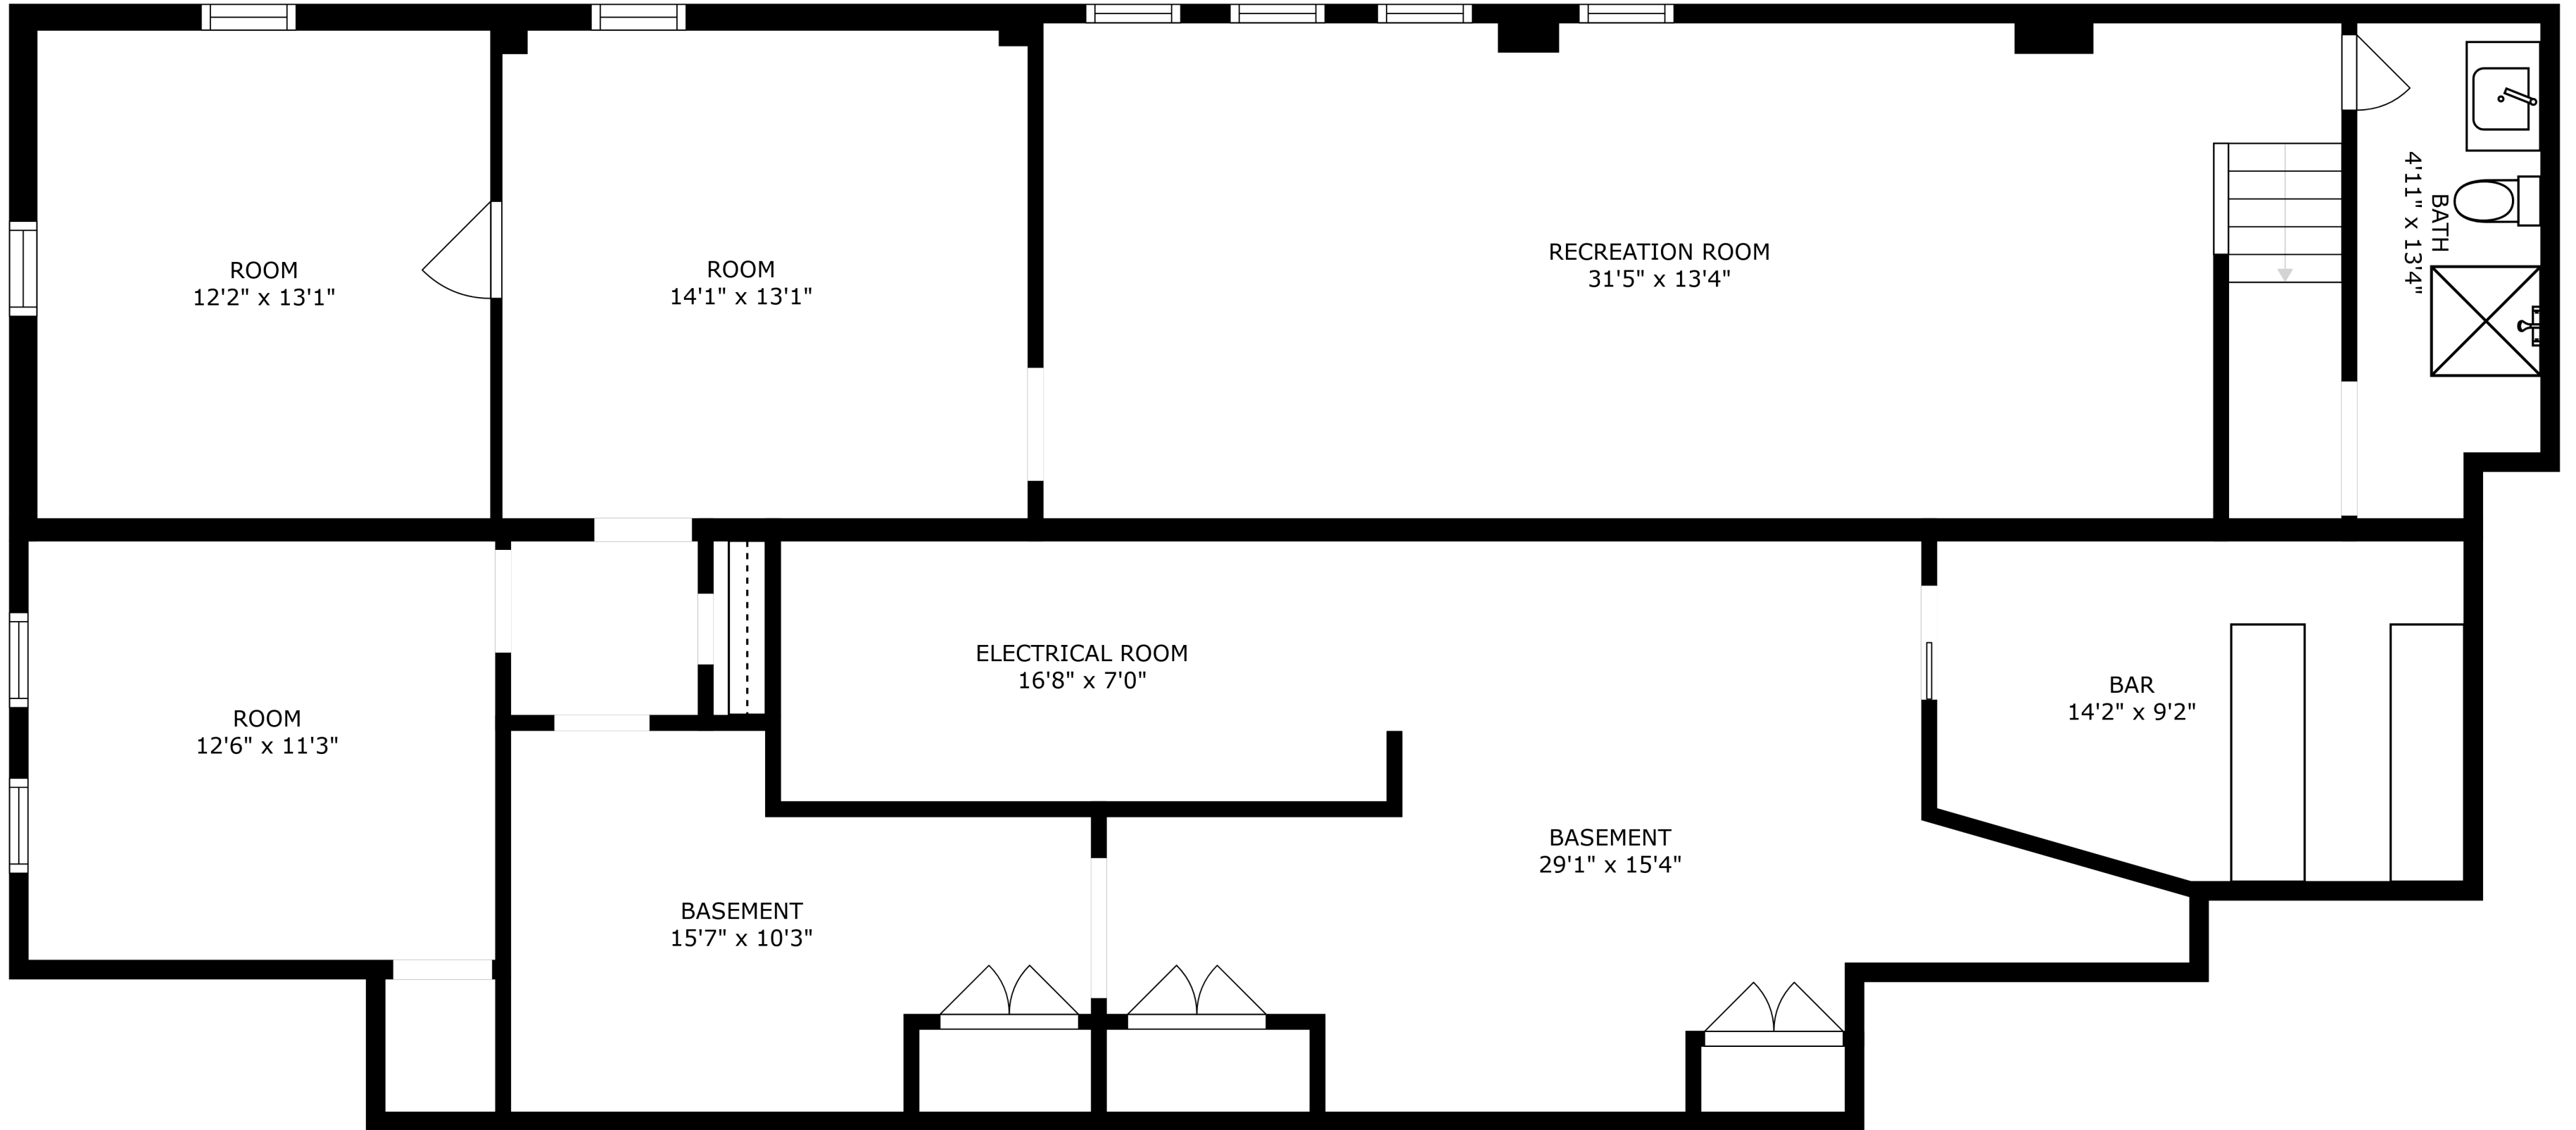 ROOM
12'2" x 13'1"
ROOM
14'1" x 13'1"
RECREATION ROOM
31'5" x 13'4"
BATH
4'11" x 13'4"
ROOM
12'6" x 11'3"
ELECTRICAL ROOM
16'8" x 7'0"
BAR
14'2" x 9'2"
BASEMENT
15'7" x 10'3"
BASEMENT
29'1" x 15'4"